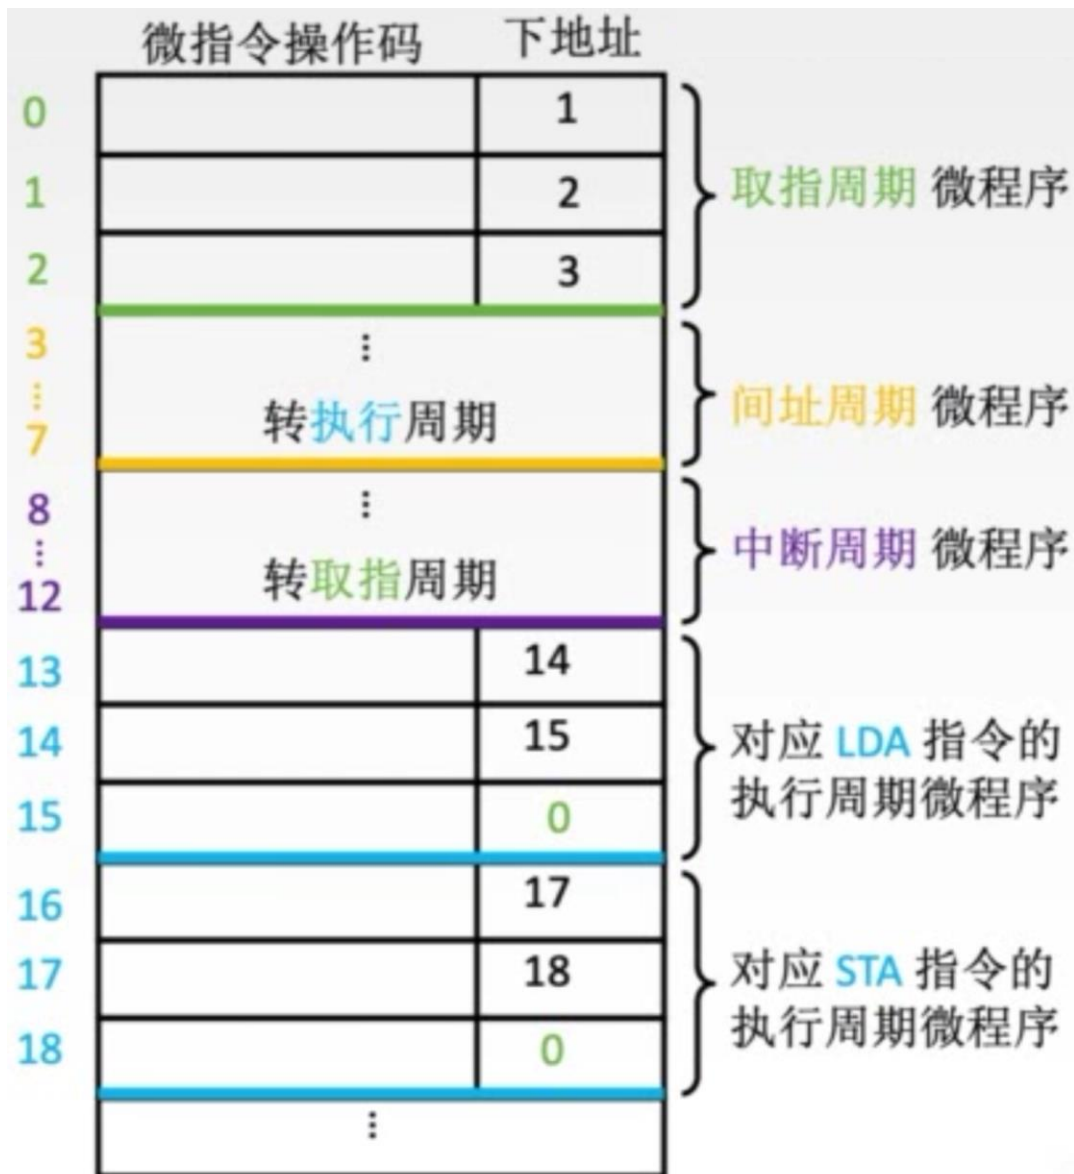 微指令操作码 下地址
0 1
1 2
取指周期 微程序
2 3
3
⋮ ⋮
间址周期 微程序
7 转执行周期
8
⋮ ⋮
中断周期 微程序
12 转取指周期
13 14
14 15
对应 LDA 指令的
执行周期微程序
15 0
16 17
17 18
对应 STA 指令的
执行周期微程序
18 0
⋮